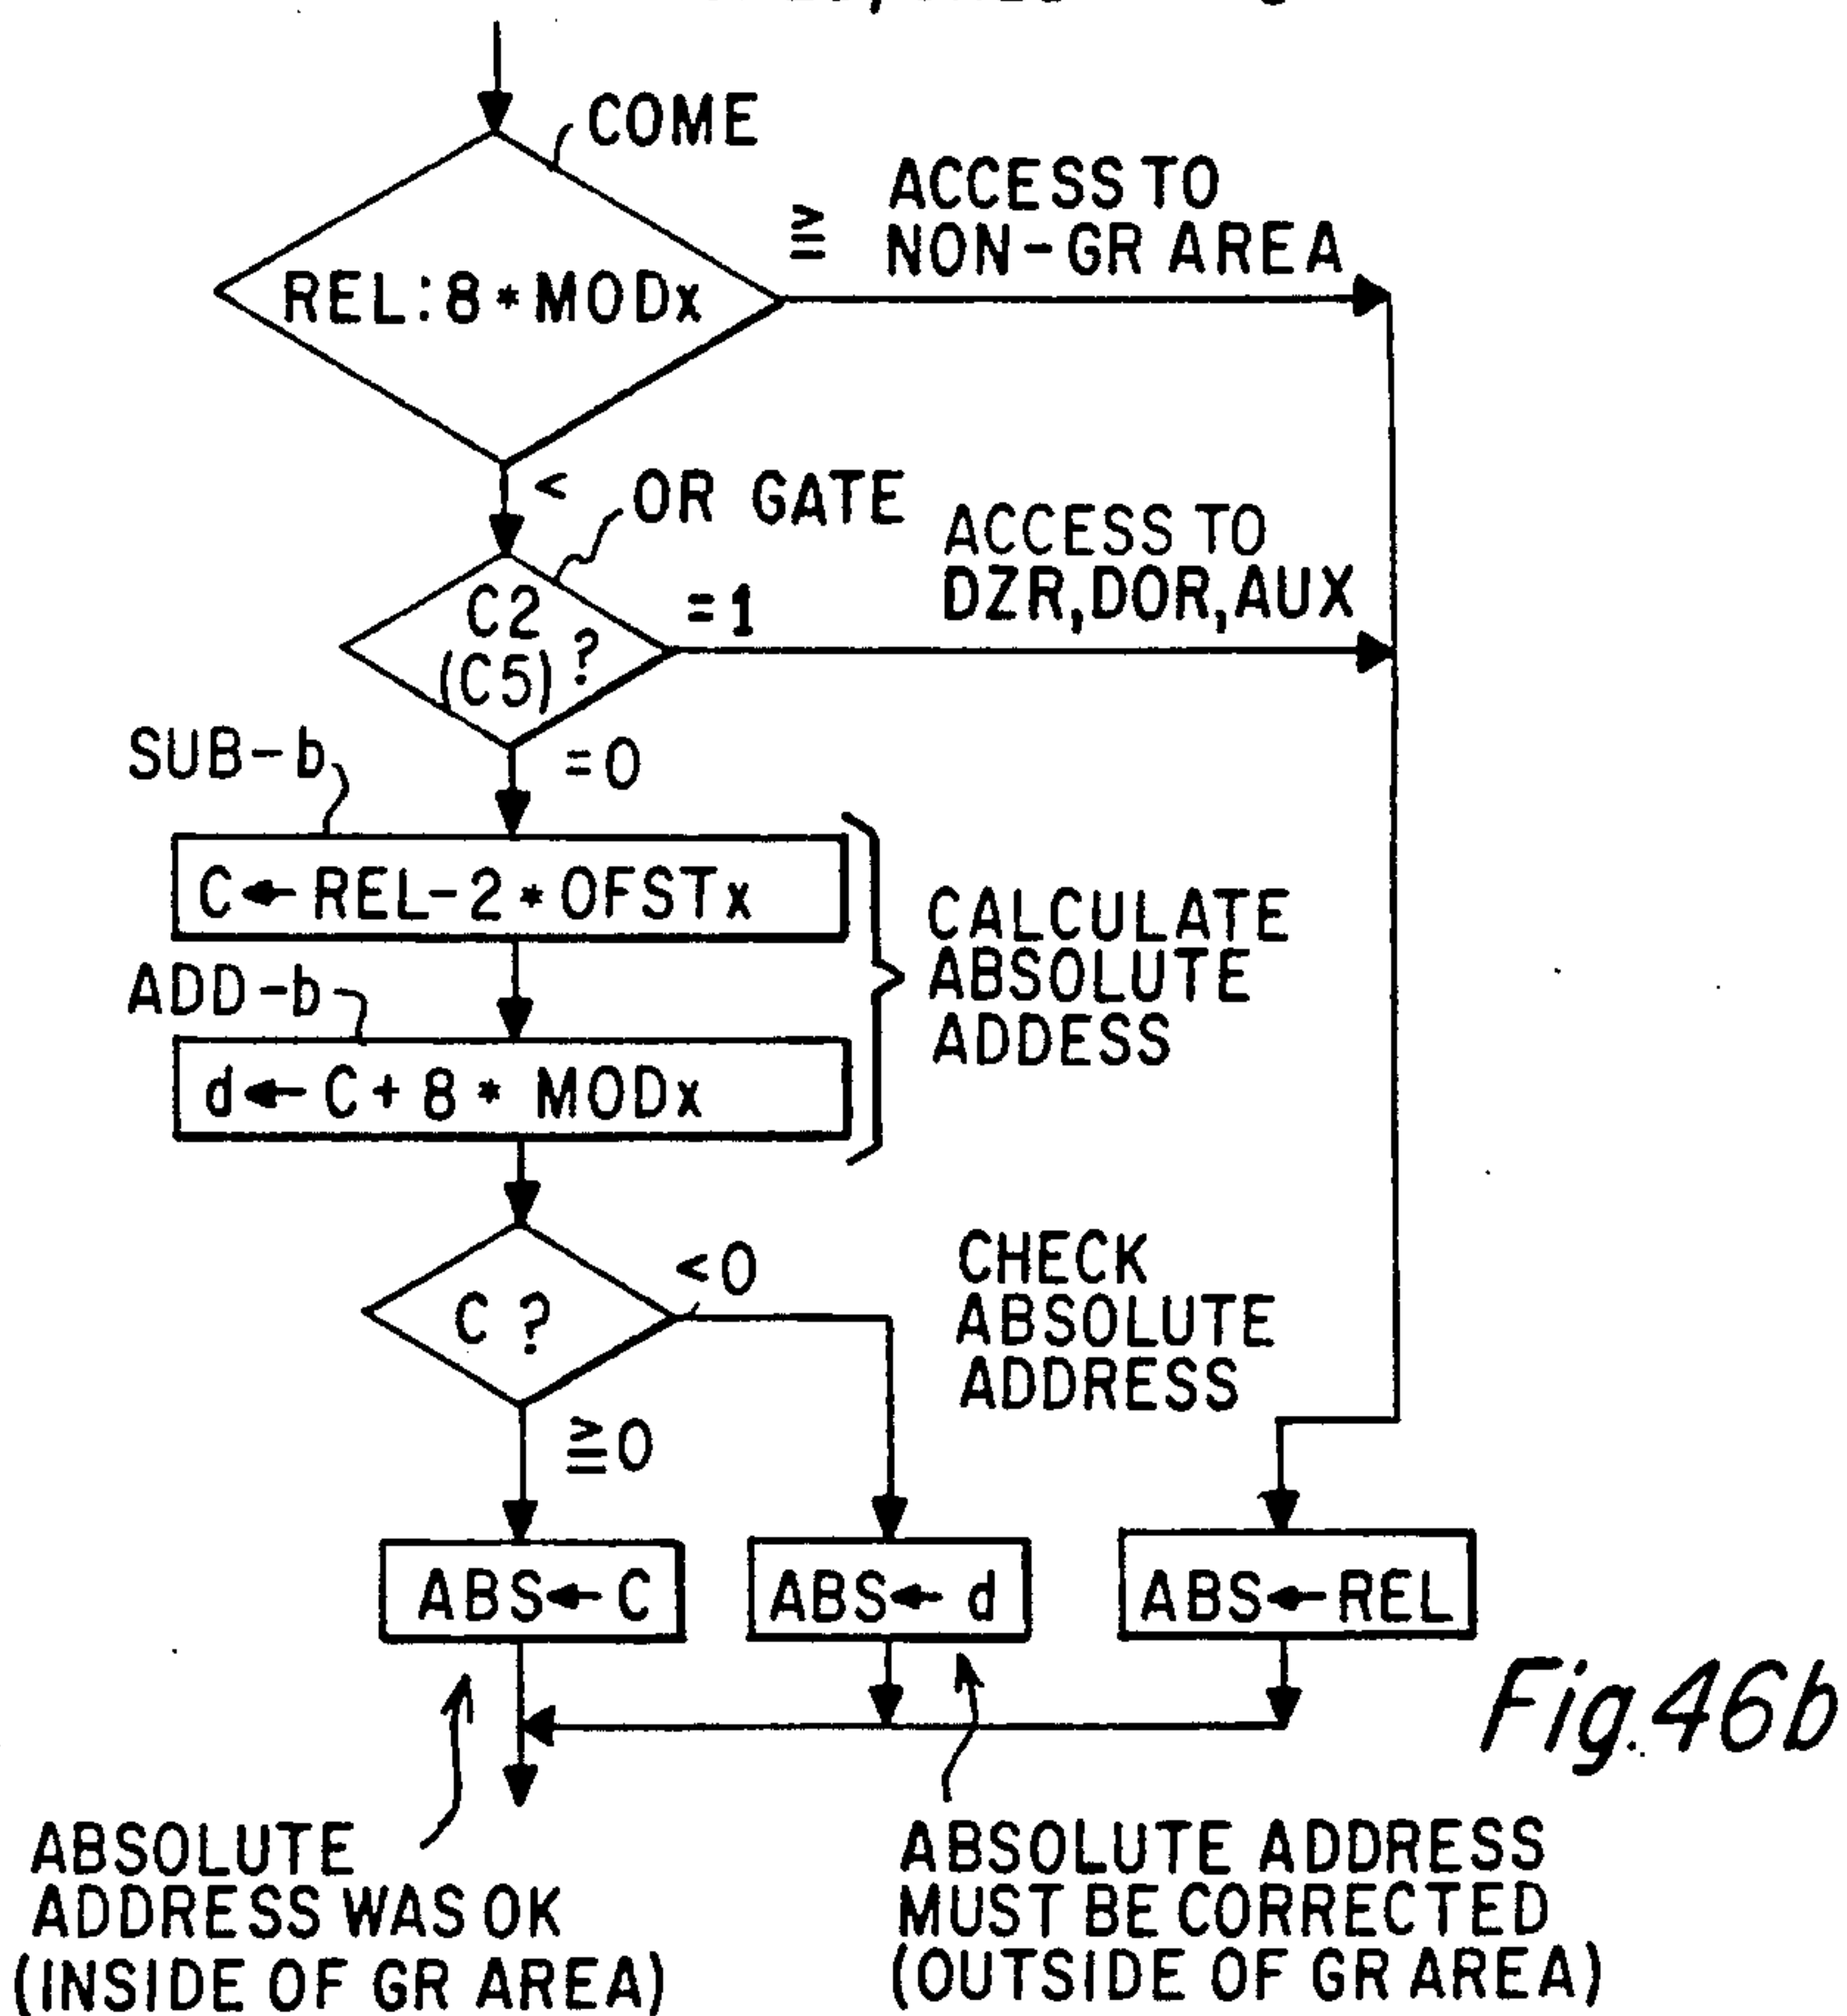 COME
ACCESS TO
≧ NON-GR AREA
REL:8*MODx
< OR GATE
ACCESS TO
=1 DZR,DOR,AUX
C2
(C5)?
SUB-b
=0
C←REL-2*OFSTx
CALCULATE
ABSOLUTE
ADDESS
ADD-b
d←C+8* MODx
<0
CHECK
ABSOLUTE
ADDRESS
C?
≧0
ABS←C
ABS←d
ABS←REL
Fig.46b
ABSOLUTE
ADDRESS WAS OK
(INSIDE OF GR AREA)
ABSOLUTE ADDRESS
MUST BE CORRECTED
(OUTSIDE OF GR AREA)